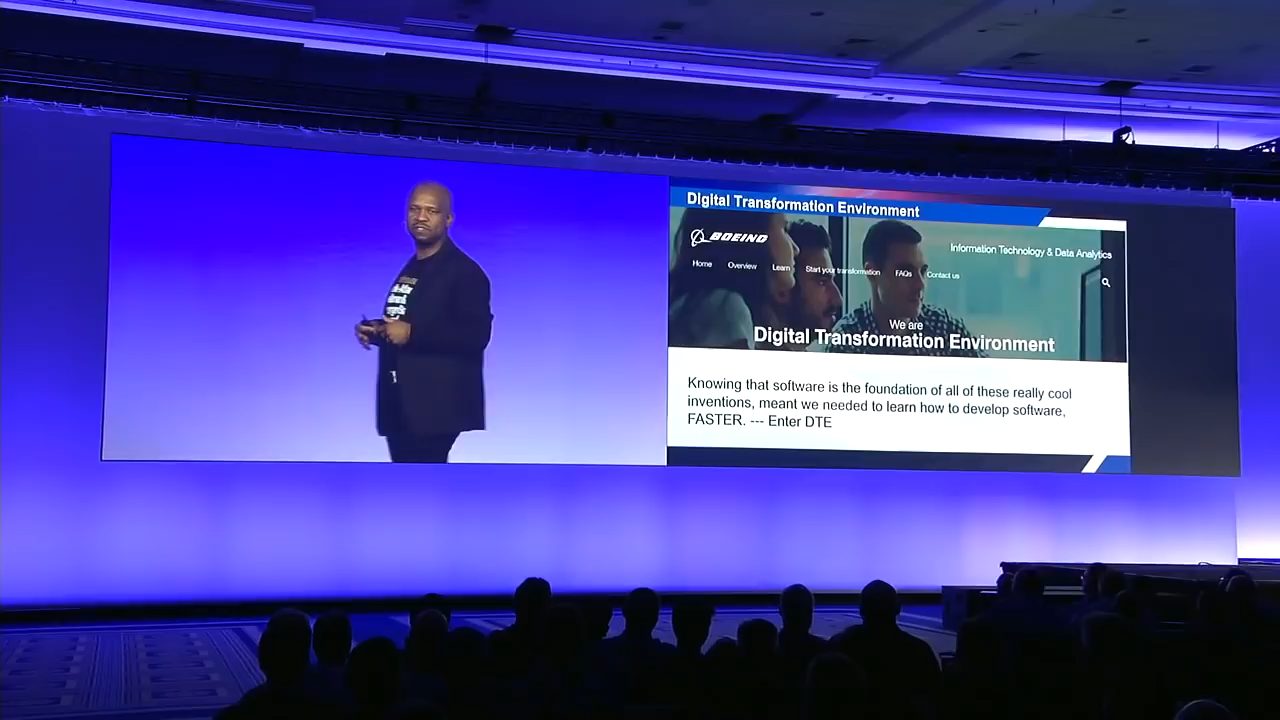 Digital Transformation Environment
BOEING
Information Technology & Data Analytics
Home Overview Learn Start your transformation FAQs Contact us
We are
Digital Transformation Environment
Knowing that software is the foundation of all of these really cool
inventions, meant we needed to learn how to develop software,
FASTER. --- Enter DTE